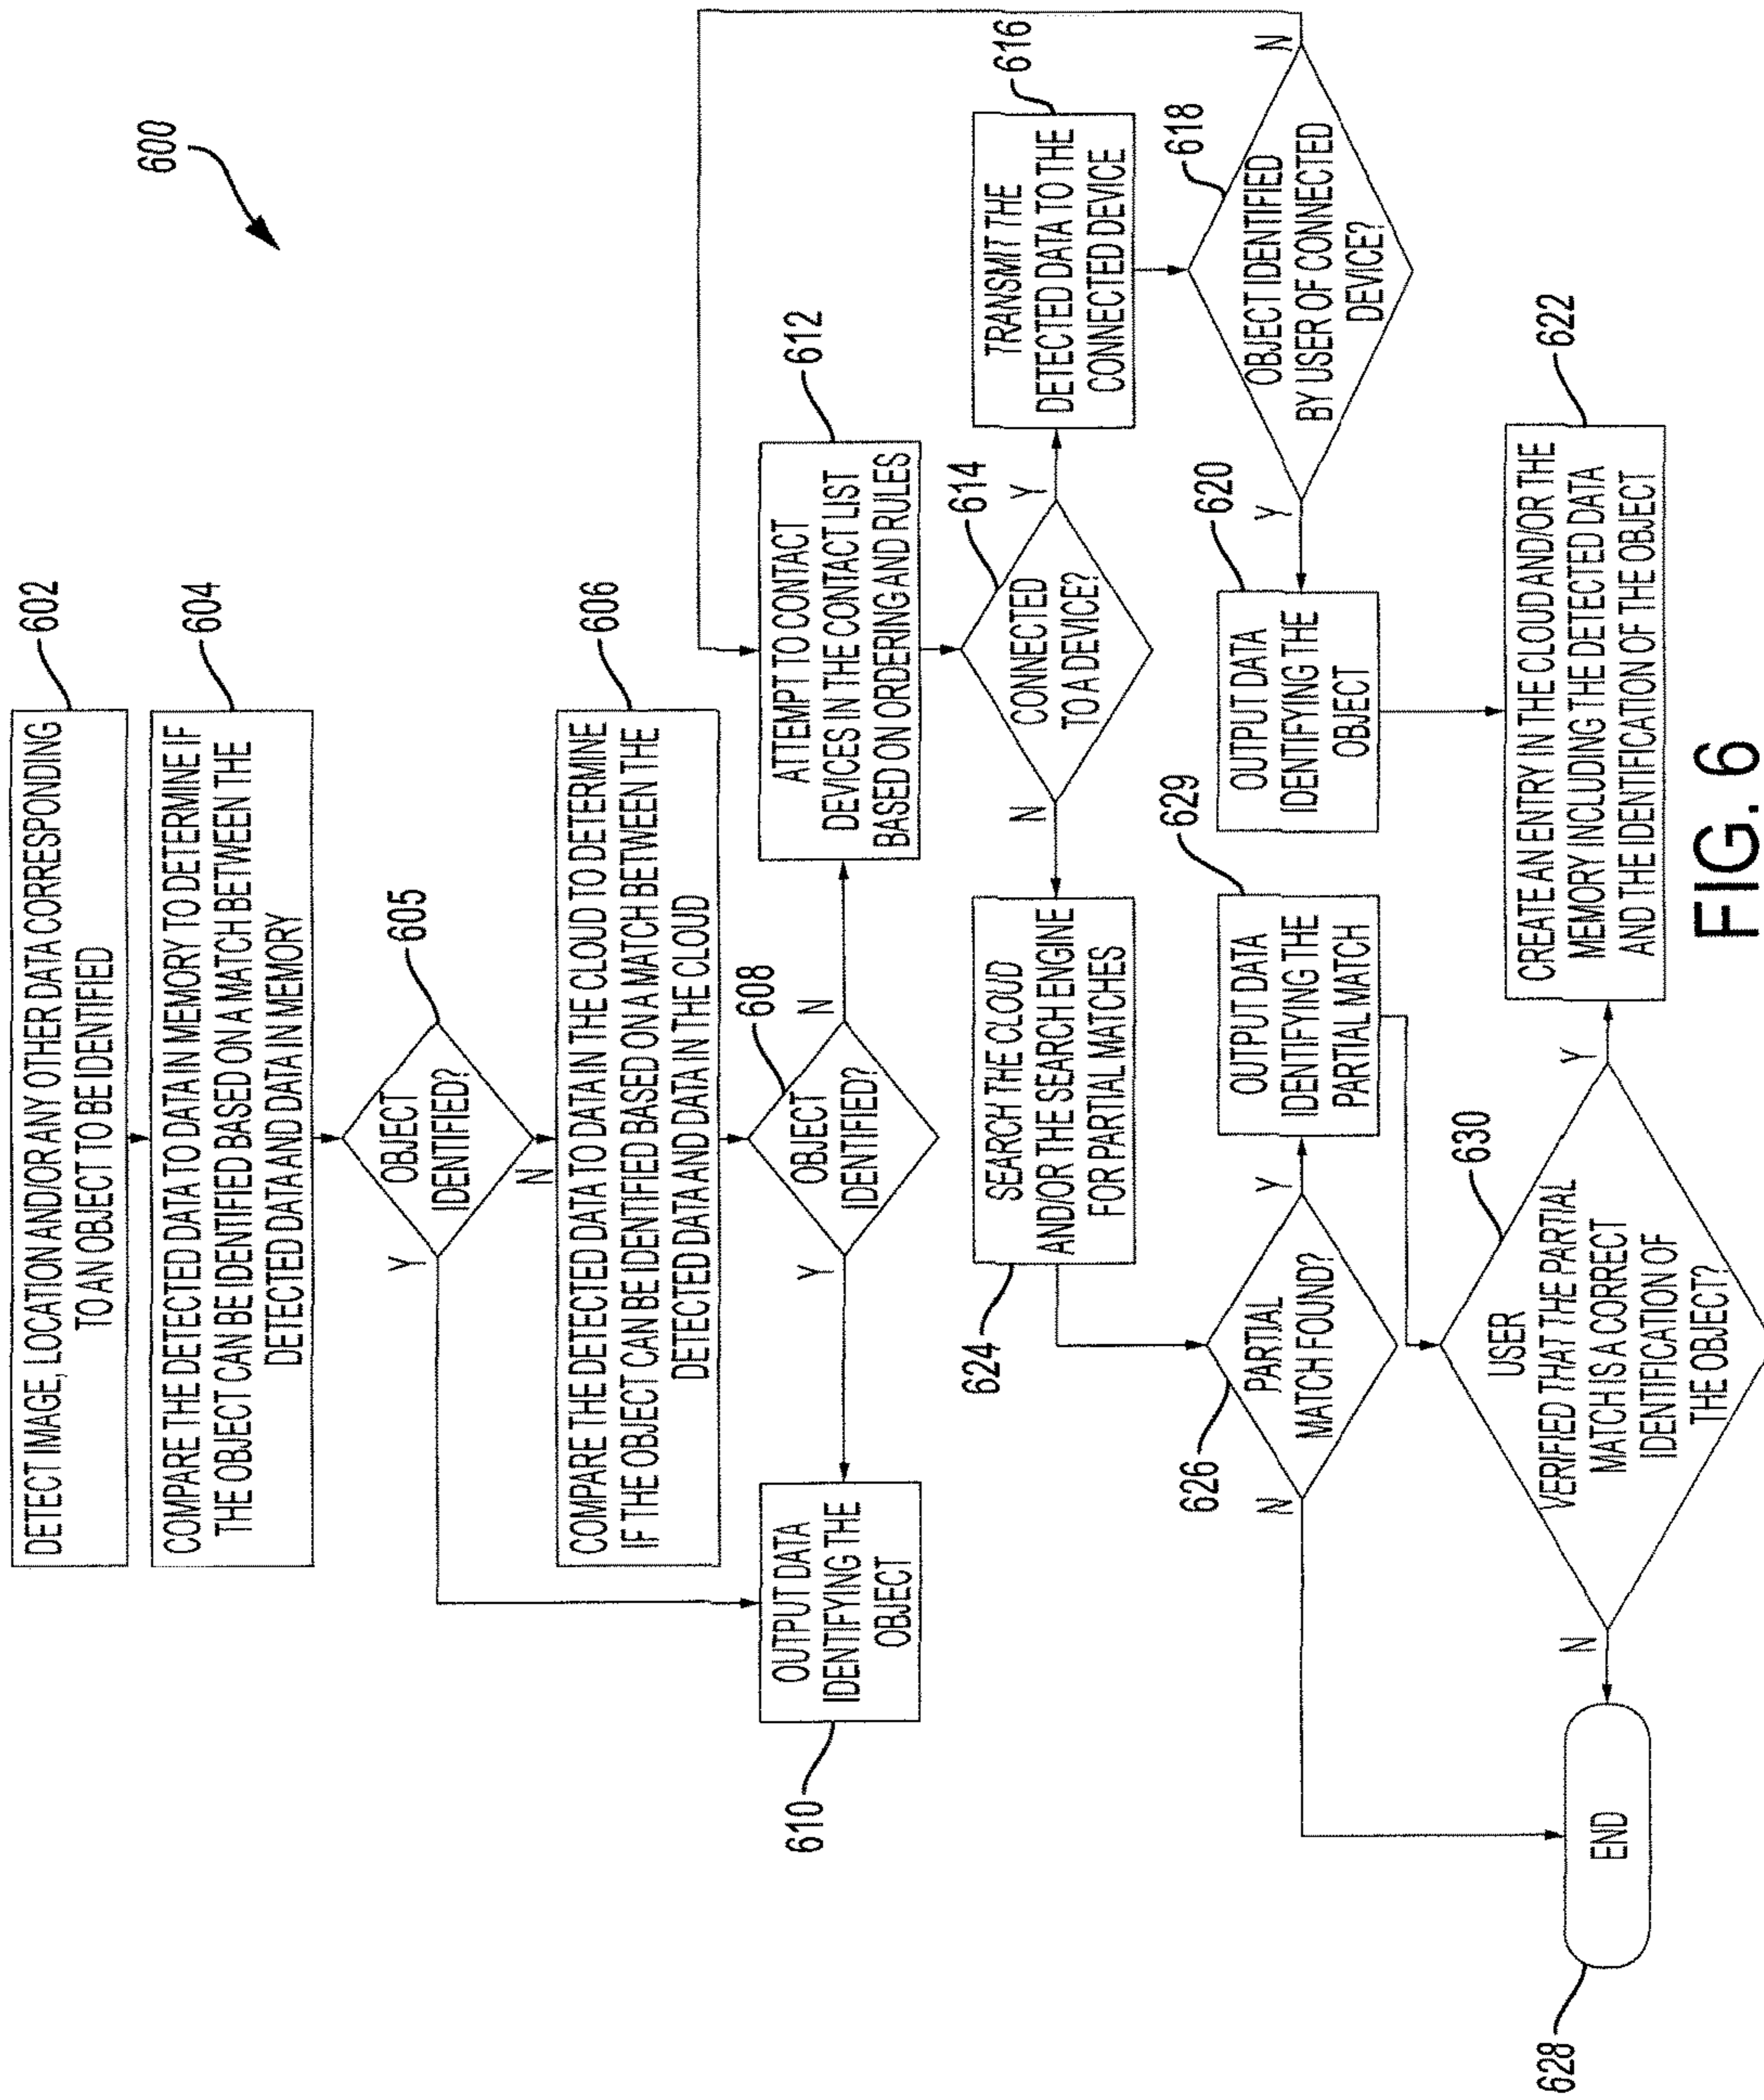 600
DETECT IMAGE, LOCATION AND/OR ANY OTHER DATA CORRESPONDING
TO AN OBJECT TO BE IDENTIFIED
602
COMPARE THE DETECTED DATA TO DATA IN MEMORY TO DETERMINE IF
THE OBJECT CAN BE IDENTIFIED BASED ON A MATCH BETWEEN THE
DETECTED DATA AND DATA IN MEMORY
604
OBJECT
IDENTIFIED?
605
Y
N
COMPARE THE DETECTED DATA TO DATA IN THE CLOUD TO DETERMINE
IF THE OBJECT CAN BE IDENTIFIED BASED ON A MATCH BETWEEN THE
DETECTED DATA AND DATA IN THE CLOUD
606
OBJECT
IDENTIFIED?
608
Y
N
OUTPUT DATA
IDENTIFYING THE
OBJECT
610
ATTEMPT TO CONTACT
DEVICES IN THE CONTACT LIST
BASED ON ORDERING AND RULES
612
CONNECTED
TO A DEVICE?
614
N
Y
TRANSMIT THE
DETECTED DATA TO THE
CONNECTED DEVICE
616
OBJECT IDENTIFIED
BY USER OF CONNECTED
DEVICE?
618
Y
N
SEARCH THE CLOUD
AND/OR THE SEARCH ENGINE
FOR PARTIAL MATCHES
624
PARTIAL
MATCH FOUND?
626
N
Y
OUTPUT DATA
IDENTIFYING THE
PARTIAL MATCH
629
OUTPUT DATA
IDENTIFYING THE
OBJECT
620
USER
VERIFIED THAT THE PARTIAL
MATCH IS A CORRECT
IDENTIFICATION OF
THE OBJECT?
630
N
Y
END
628
CREATE AN ENTRY IN THE CLOUD AND/OR THE
MEMORY INCLUDING THE DETECTED DATA
AND THE IDENTIFICATION OF THE OBJECT
622
FIG. 6